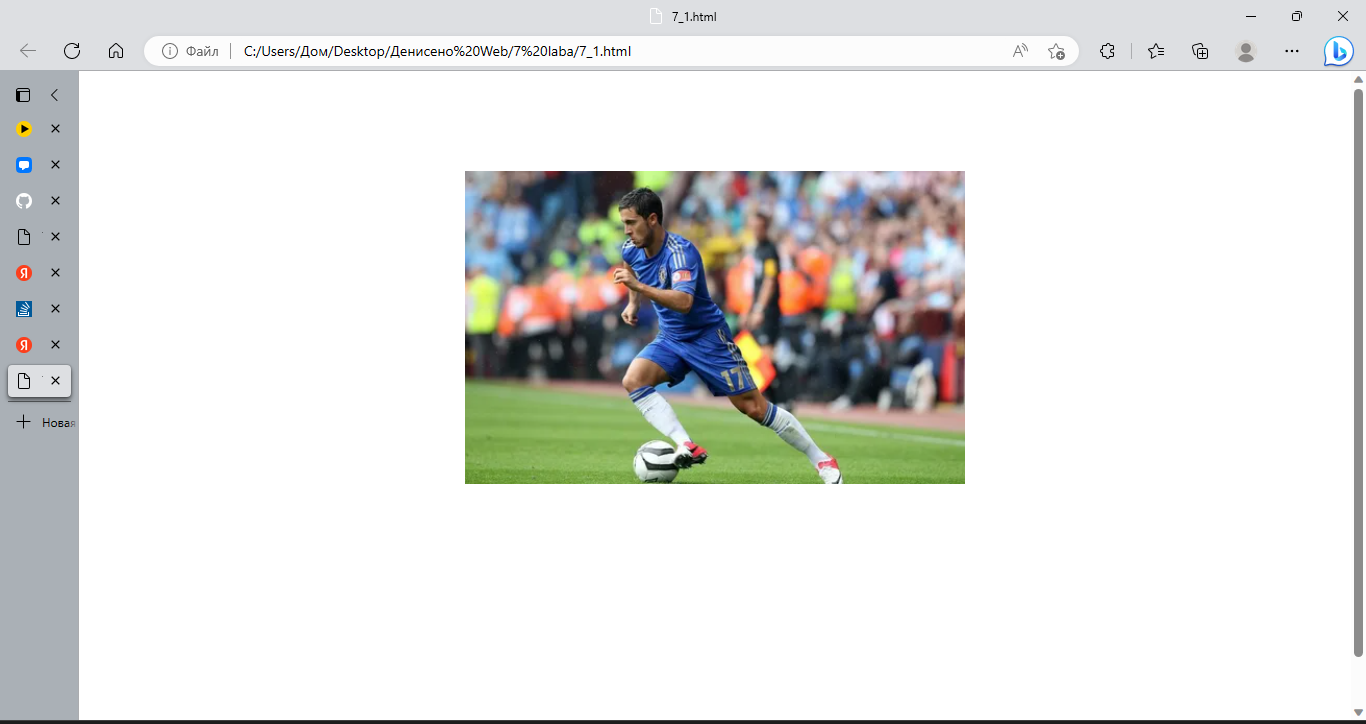 7_1.html
Файл C:/Users/Дом/Desktop/Денисено%20Web/7%20laba/7_1.html
Новая
17